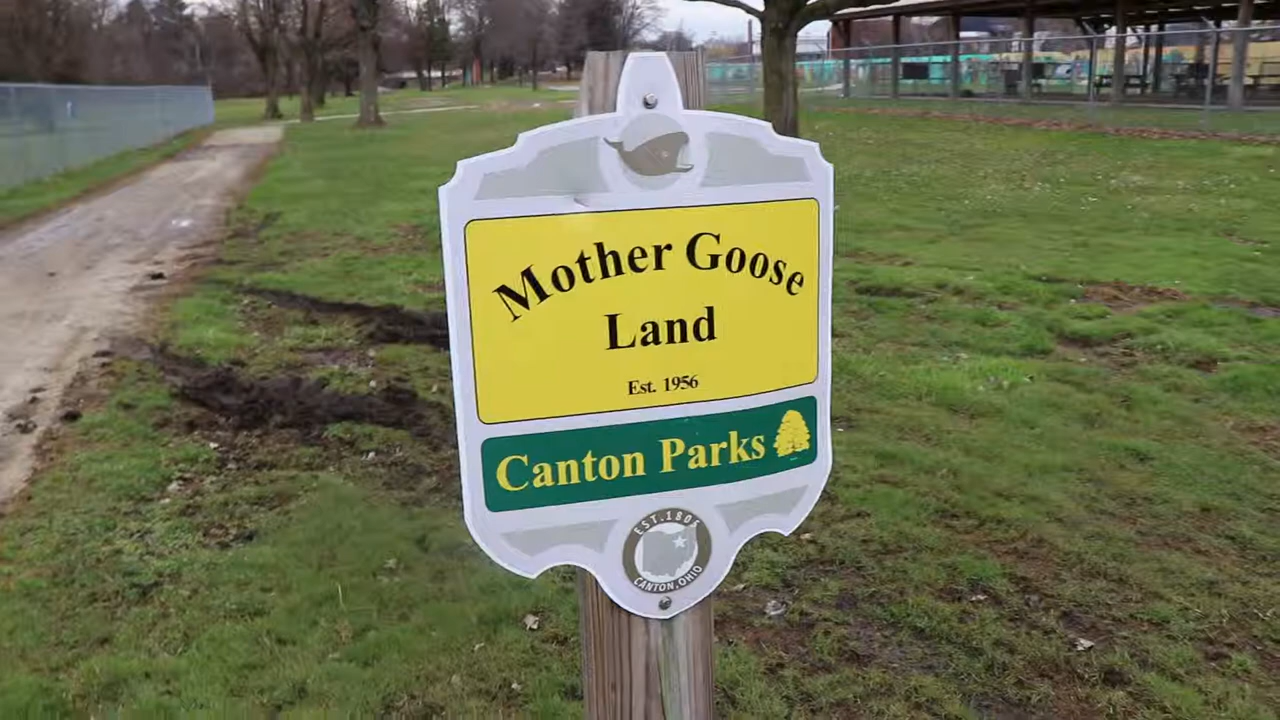 Mother Goose
Land
Est. 1956
Canton Parks
EST. 1805
CANTON, OHIO